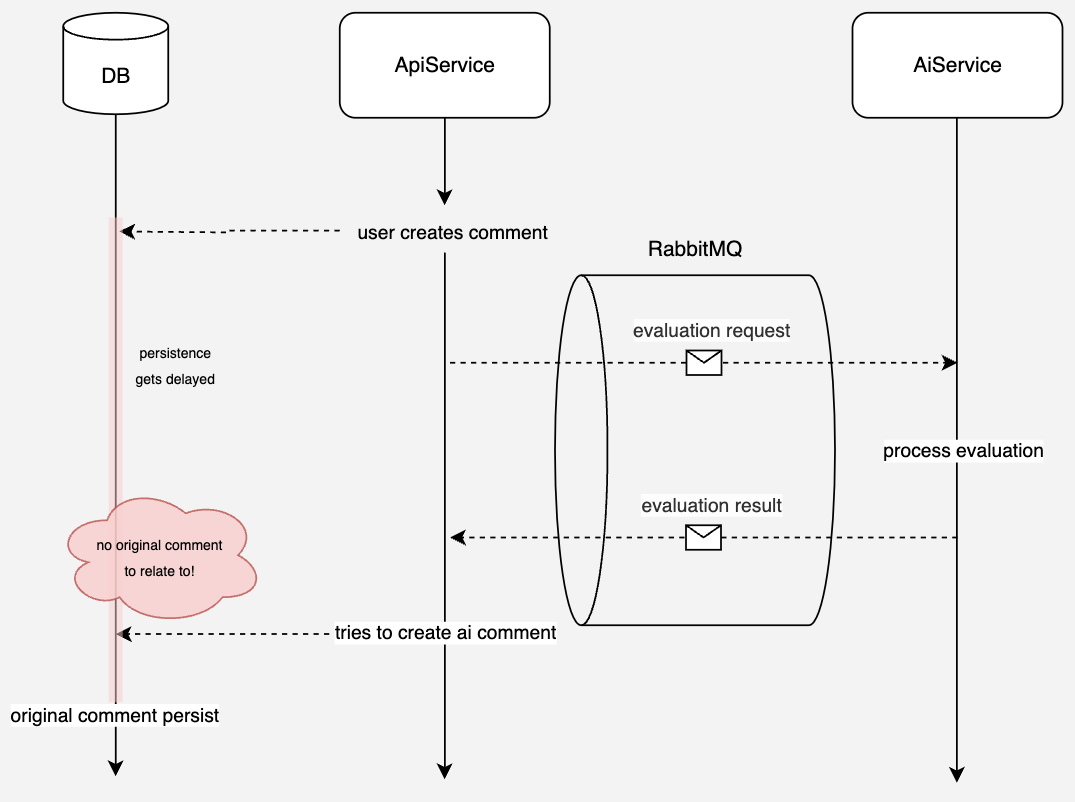 DB
ApiService
AiService
user creates comment
RabbitMQ
evaluation request
persistence
gets delayed
process evaluation
evaluation result
no original comment
to relate to!
tries to create ai comment
original comment persist